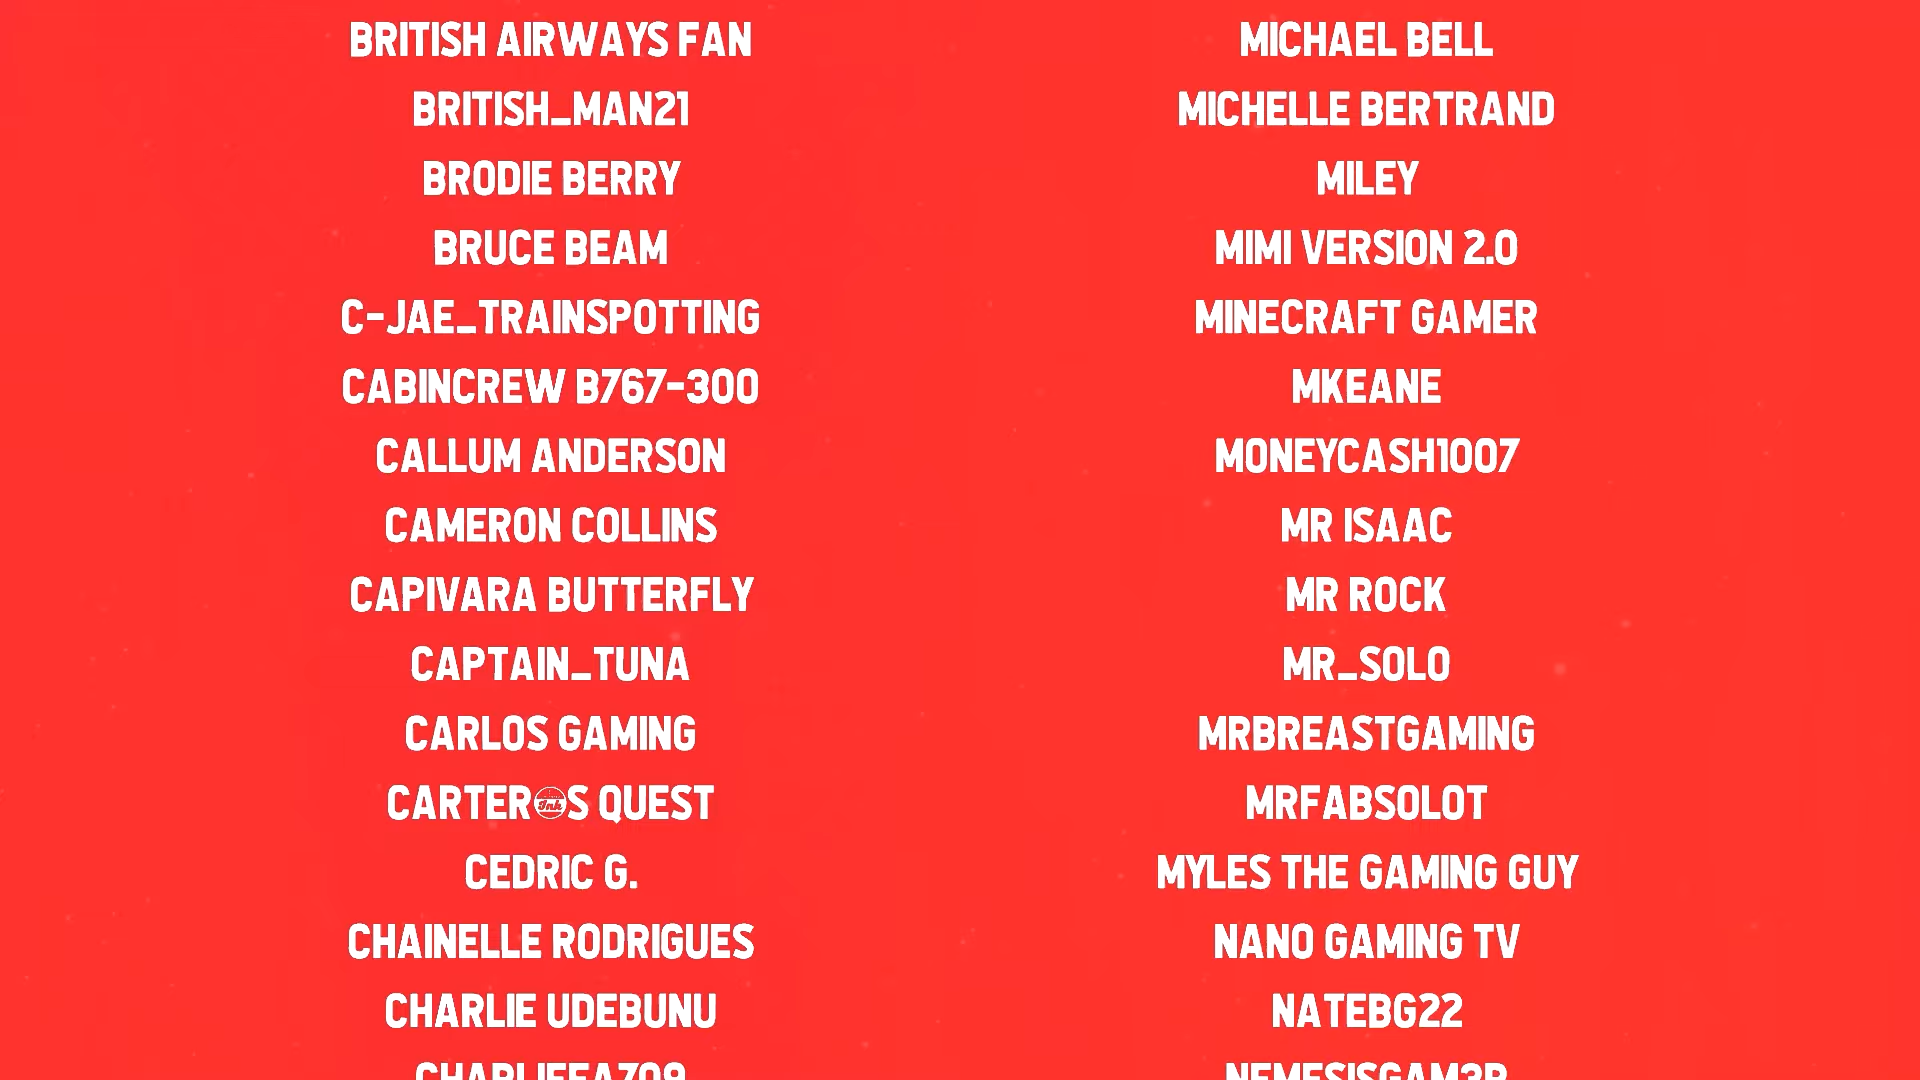 BRITISH AIRWAYS FAN
BRITISH_MAN21
BRODIE BERRY
BRUCE BEAM
C-JAE_TRAINSPOTTING
CABINCREW B767-300
CALLUM ANDERSON
CAMERON COLLINS
CAPIVARA BUTTERFLY
CAPTAIN_TUNA
CARLOS GAMING
CARTER Ink S QUEST
CEDRIC G.
CHAINELLE RODRIGUES
CHARLIE UDEBUNU
MICHAEL BELL
MICHELLE BERTRAND
MILEY
MIMI VERSION 2.0
MINECRAFT GAMER
MKEANE
MONEYCASH1007
MR ISAAC
MR ROCK
MR_SOLO
MRBREASTGAMING
MRFABSOLOT
MYLES THE GAMING GUY
NANO GAMING TV
NATEBG22